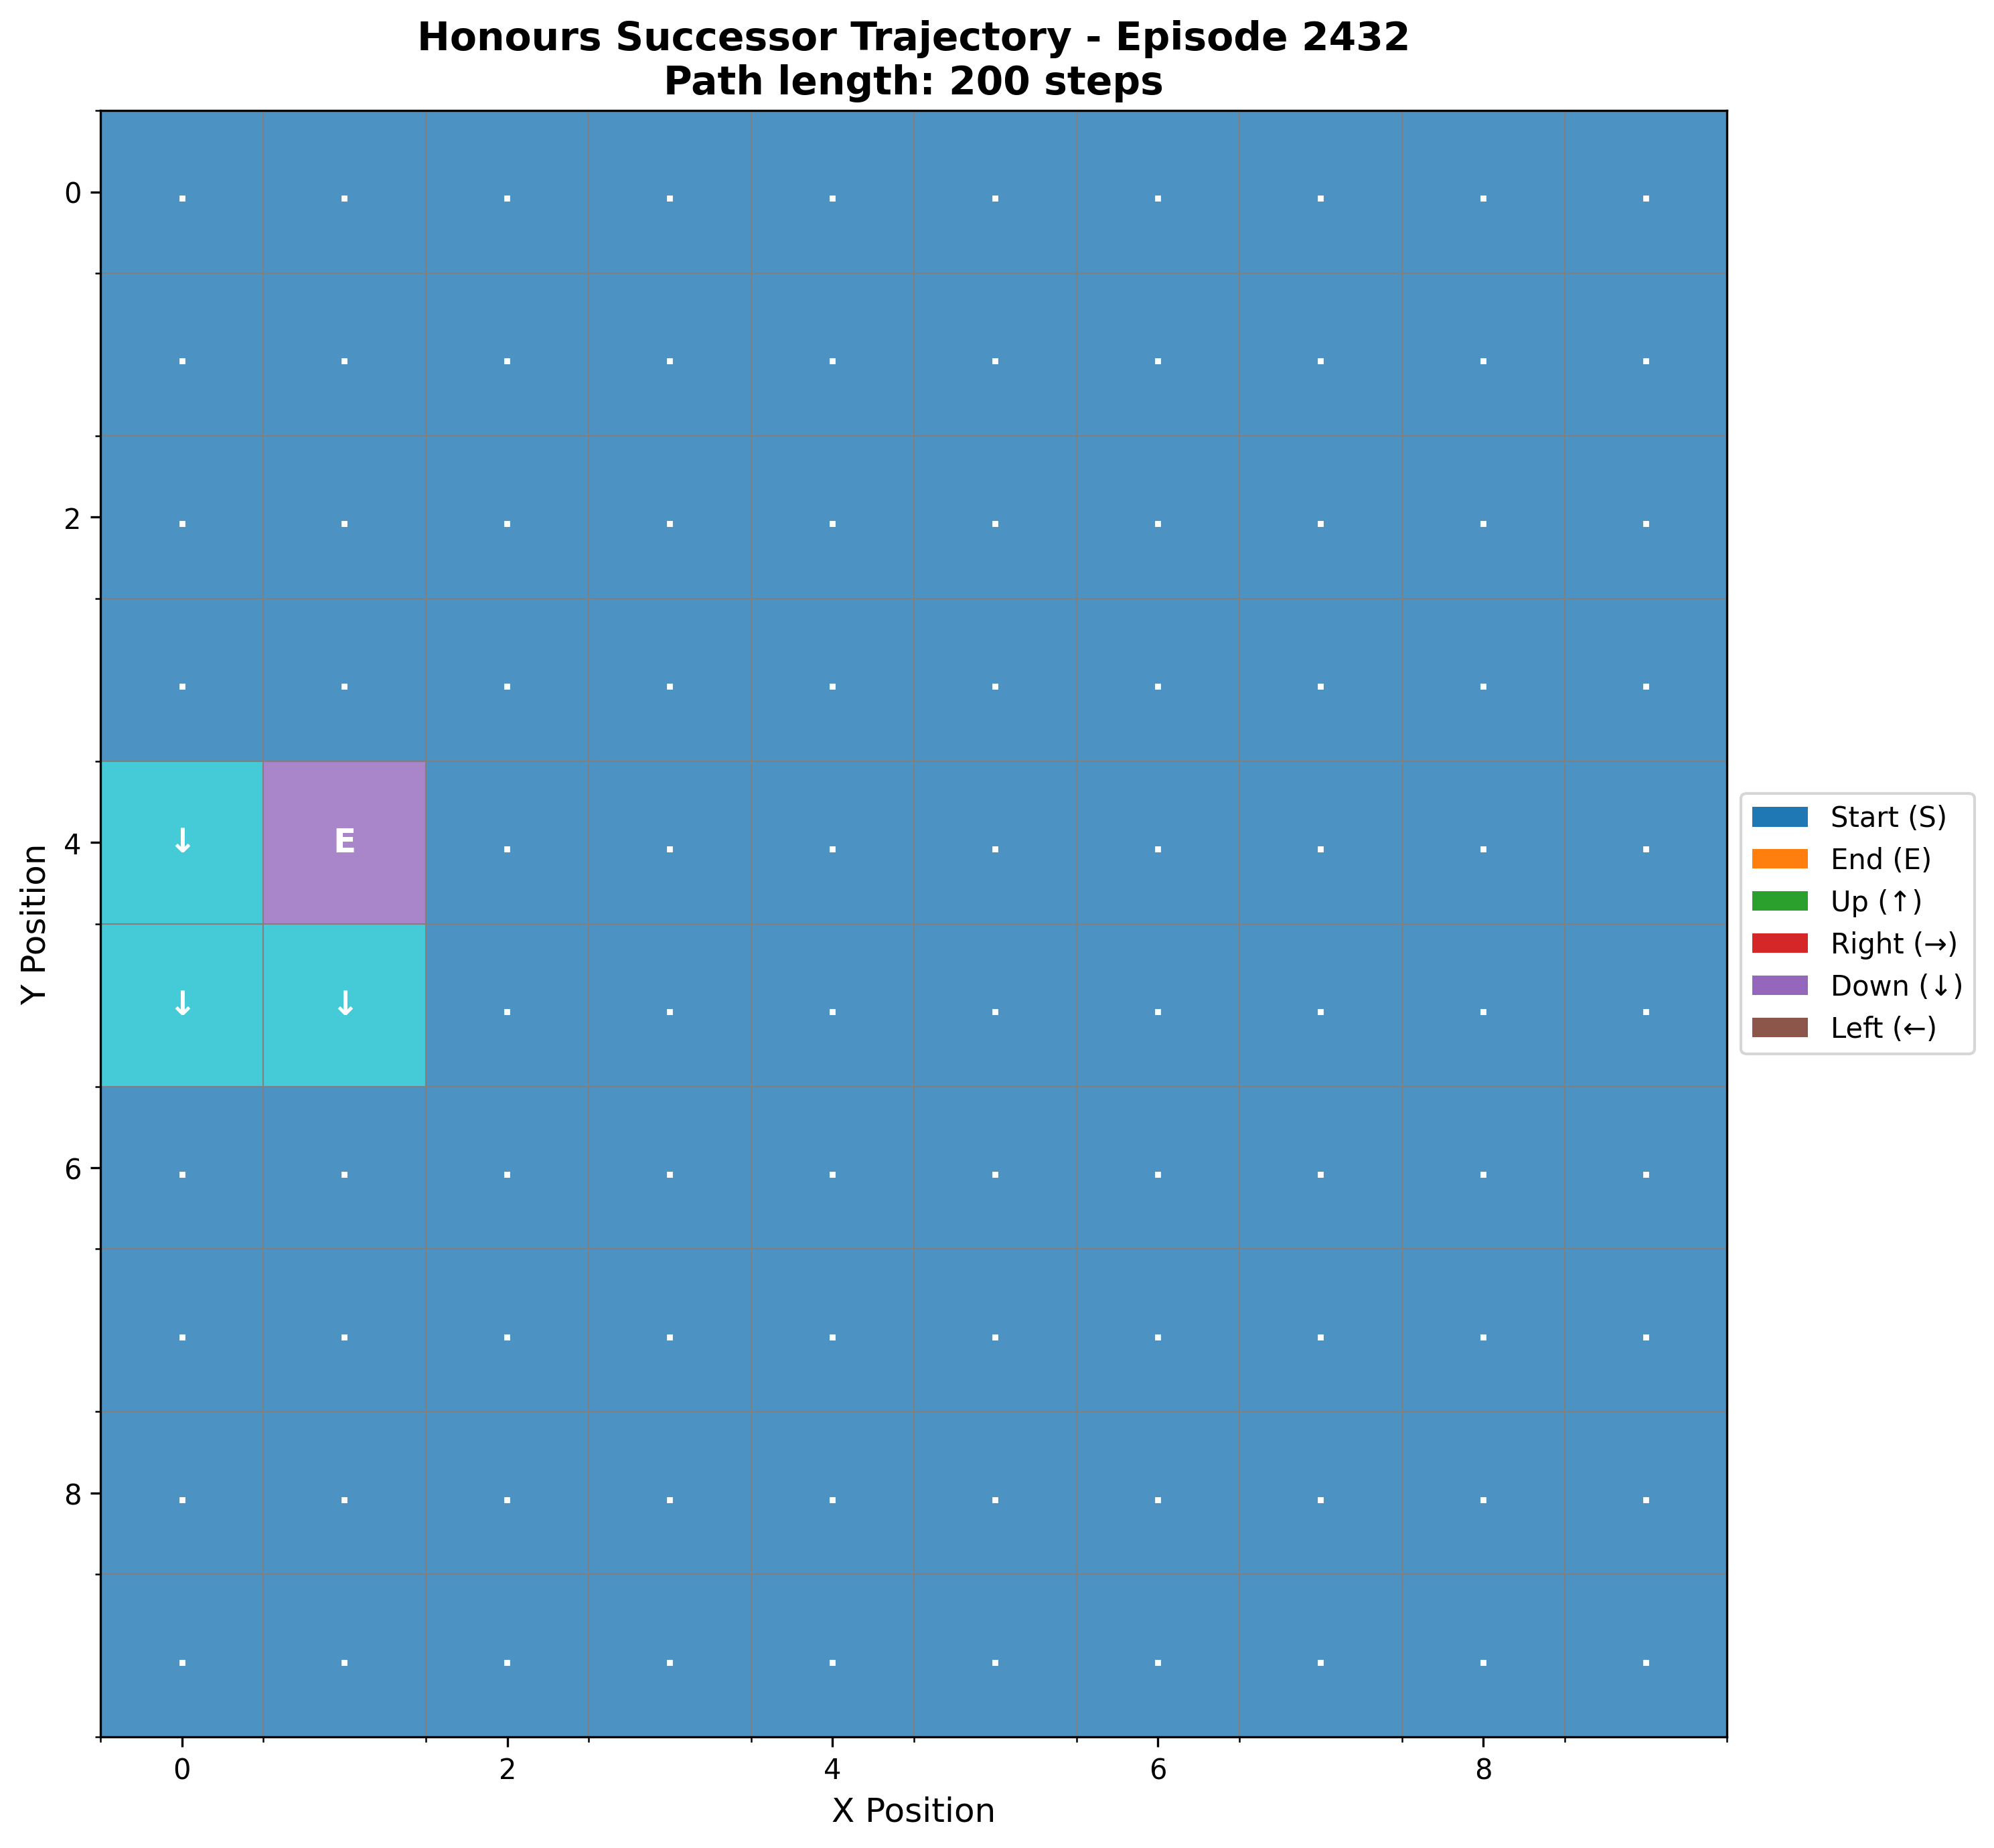 Honours Successor Trajectory - Episode 2432
Path length: 200 steps
0
2
↓ E
4
↓ ↓
6
8
Y Position
0 2 4 6 8
X Position
Start (S)
End (E)
Up (↑)
Right (→)
Down (↓)
Left (←)